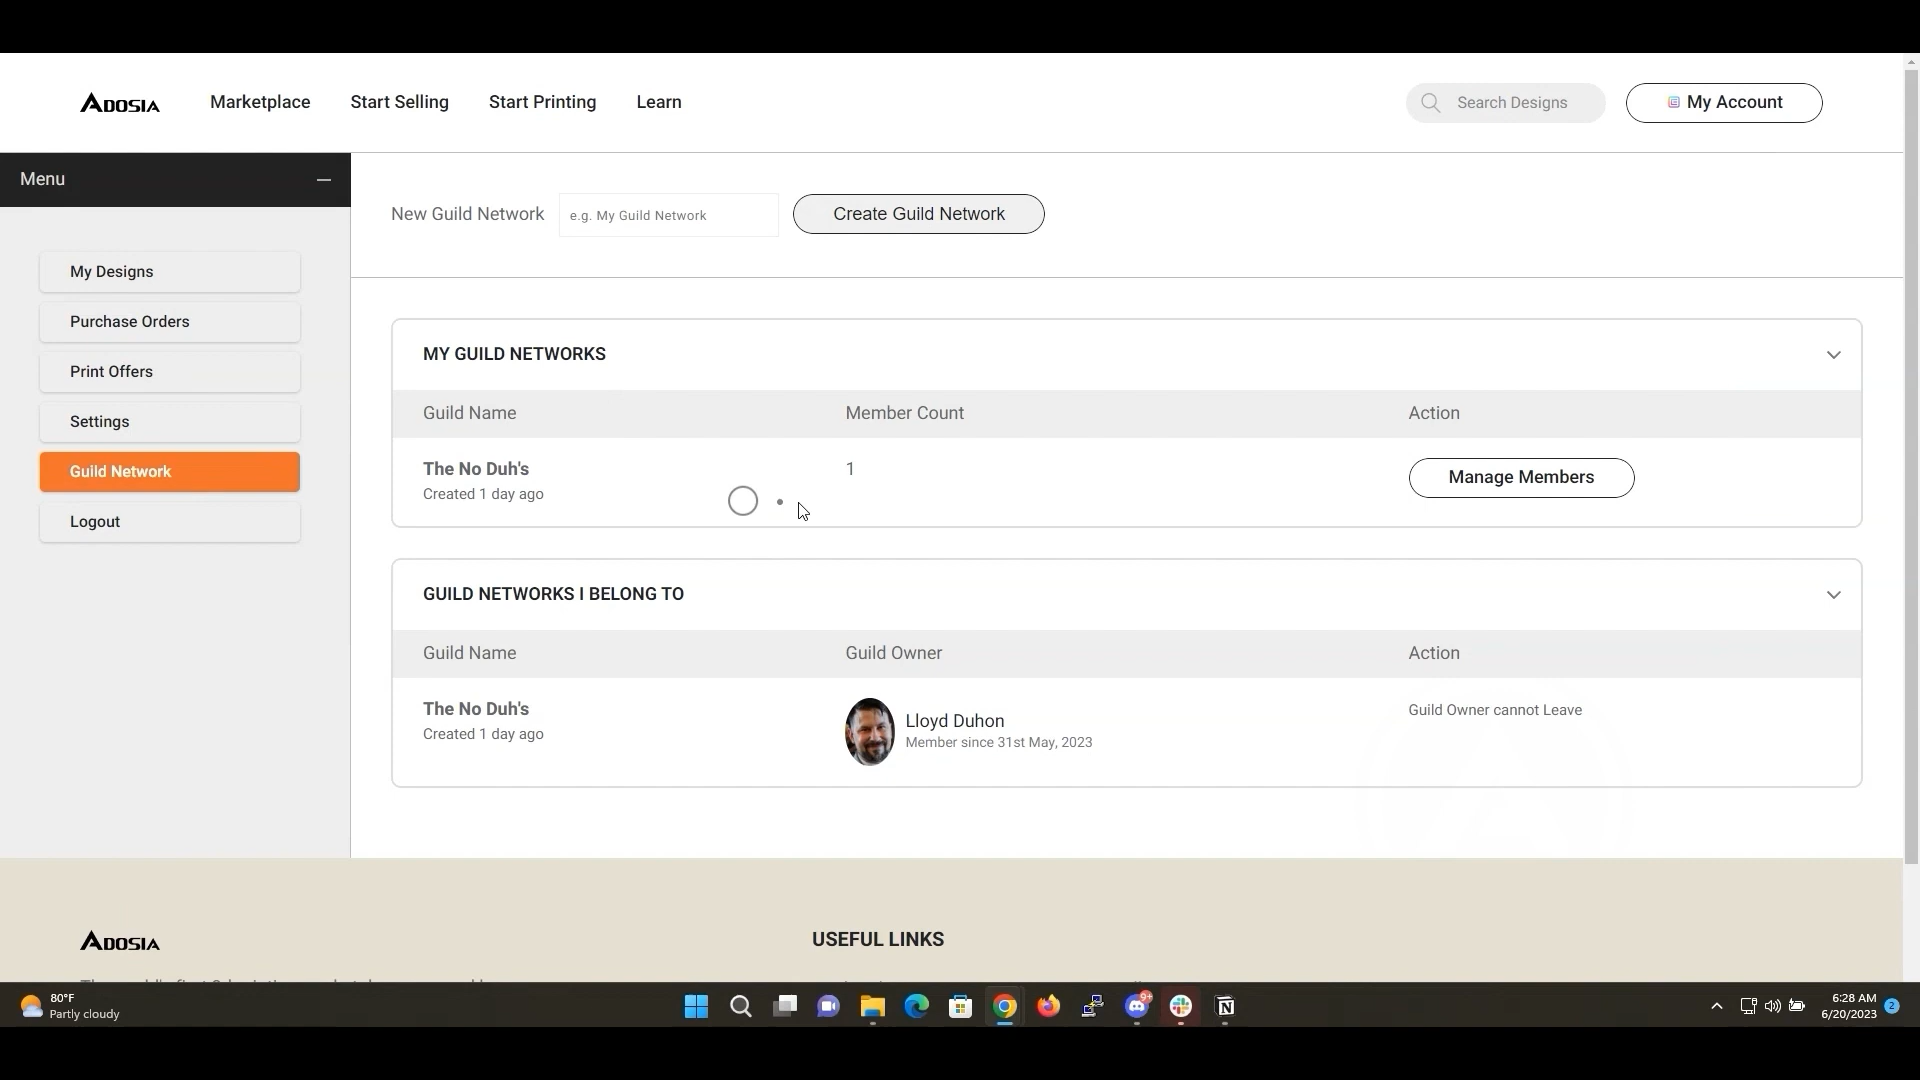 ADOSIA Marketplace Start Selling Start Printing Learn Search Designs My Account
Menu
New Guild Network e.g. My Guild Network Create Guild Network
My Designs
Purchase Orders
Print Offers
Settings
Guild Network
Logout
MY GUILD NETWORKS
Guild Name Member Count Action
The No Duh's 1 Manage Members
Created 1 day ago
GUILD NETWORKS I BELONG TO
Guild Name Guild Owner Action
The No Duh's Lloyd Duhon Guild Owner cannot Leave
Created 1 day ago Member since 31st May, 2023
ADOSIA USEFUL LINKS
80°F
Partly cloudy
9+
6:28 AM
6/20/2023
2